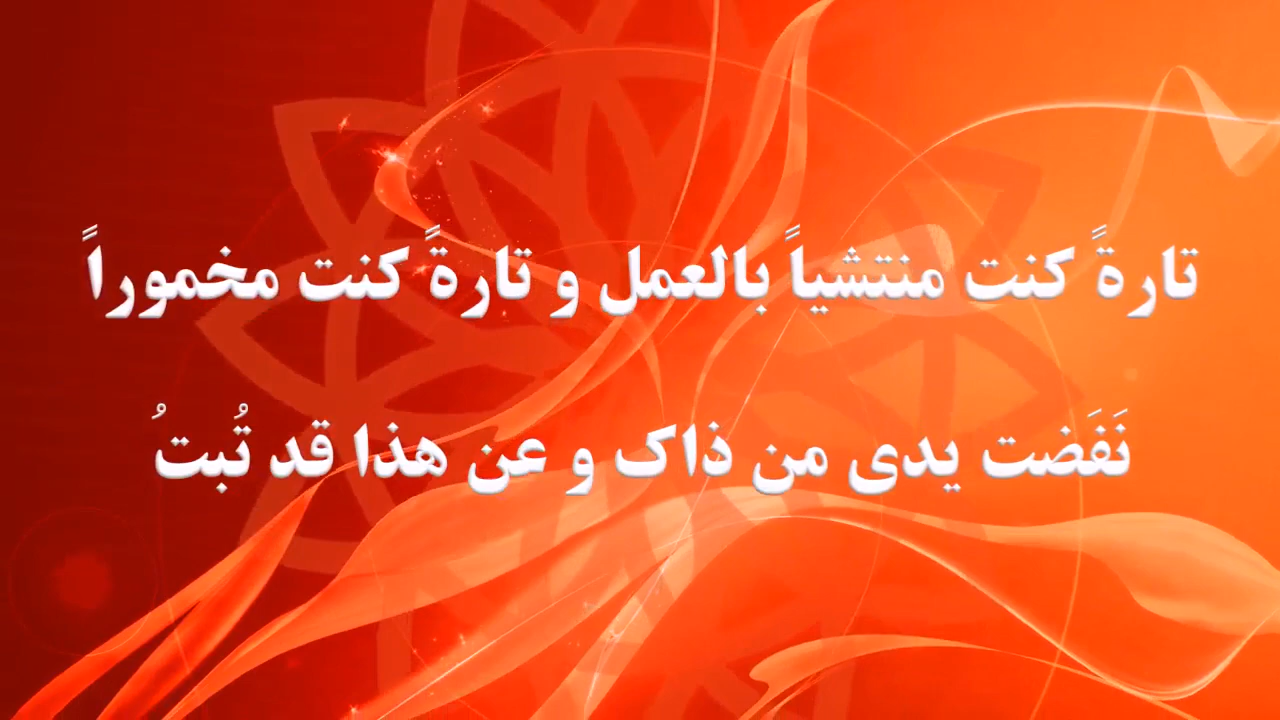 تارةً كنت منتشياً بالعمل و تارةً كنت مخموراً
نَفَضت يدی من ذاک و عن هذا قد تُبتُ